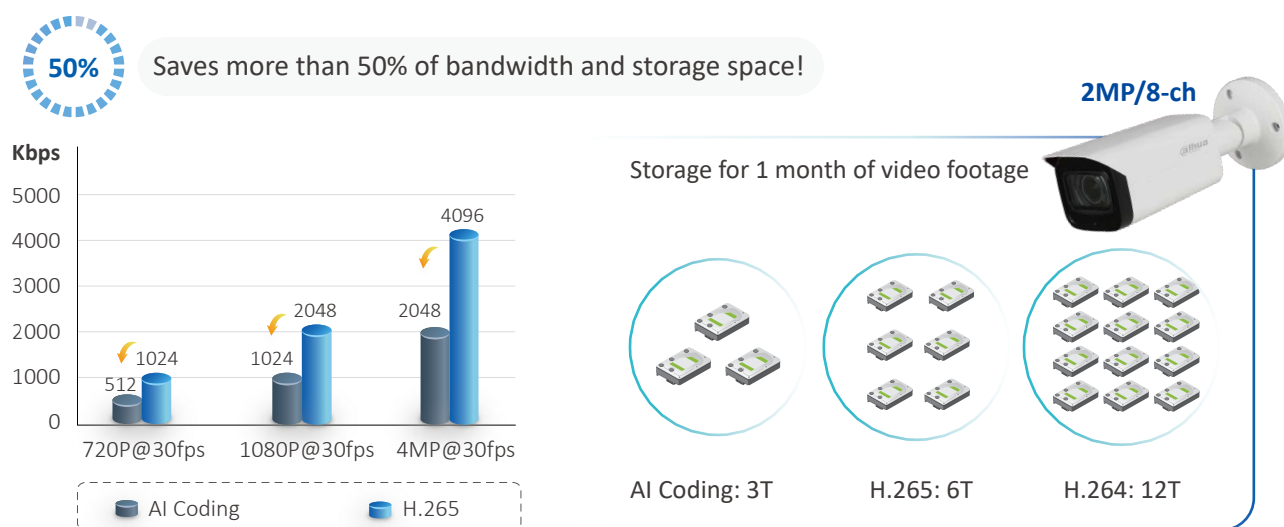 50%
Saves more than 50% of bandwidth and storage space!
2MP/8-ch
alhua
Kbps
Storage for 1 month of video footage
5000
4000
3000
2000
1000
0
4096
2048
2048
1024
1024
512
720P@30fps
1080P@30fps
4MP@30fps
AI Coding
H.265
AI Coding: 3T
H.265: 6T
H.264: 12T